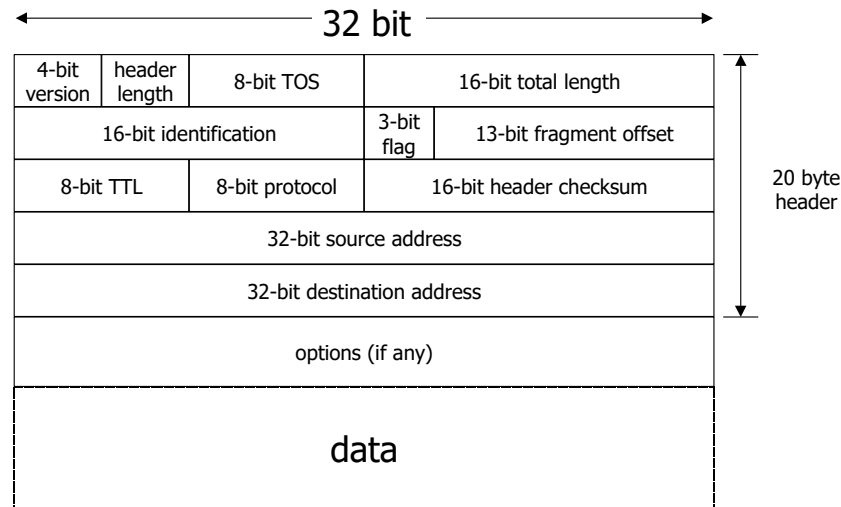 32 bit
4-bit
version
header
length
8-bit TOS
16-bit total length
16-bit identification
3-bit
flag
13-bit fragment offset
8-bit TTL
8-bit protocol
16-bit header checksum
20 byte
header
32-bit source address
32-bit destination address
options (if any)
data